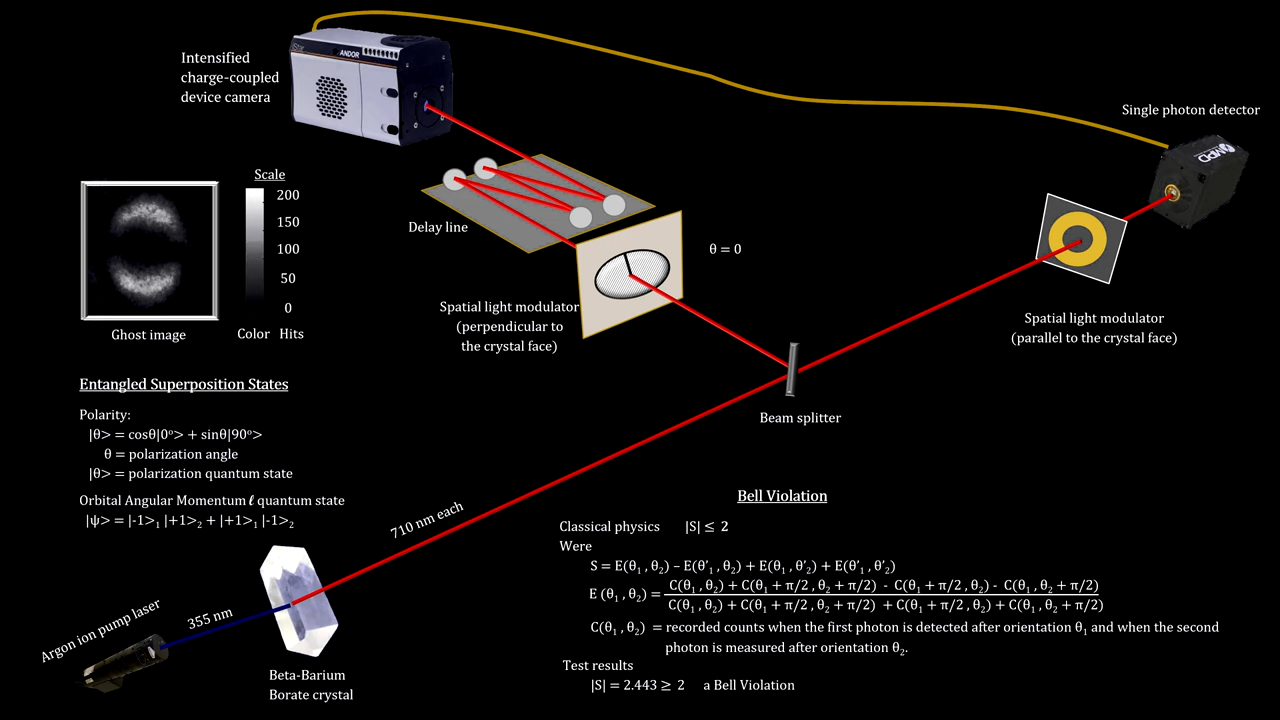 Intensified
charge-coupled
device camera
ANDOR
Single photon detector
MPD
Scale
200
150
100
50
0
Color Hits
Ghost image
Delay line
θ = 0
Spatial light modulator
(perpendicular to
the crystal face)
Spatial light modulator
(parallel to the crystal face)
Beam splitter
Entangled Superposition States
Polarity:
|θ> = cosθ|0º> + sinθ|90º>
θ = polarization angle
|θ> = polarization quantum state
Orbital Angular Momentum ℓ quantum state
|ψ> = |-1>₁ |+1>₂ + |+1>₁ |-1>₂
710 nm each
355 nm
Argon ion pump laser
Beta-Barium
Borate crystal
Bell Violation
Classical physics |S| ≤ 2
Were
S = E(θ₁ , θ₂) – E(θ'₁ , θ₂) + E(θ₁ , θ'₂) + E(θ'₁ , θ'₂)
E (θ₁ , θ₂) = C(θ₁ , θ₂) + C(θ₁ + π/2 , θ₂ + π/2) - C(θ₁ + π/2 , θ₂) - C(θ₁ , θ₂ + π/2)
C(θ₁ , θ₂) + C(θ₁ + π/2 , θ₂ + π/2) + C(θ₁ + π/2 , θ₂) + C(θ₁ , θ₂ + π/2)
C(θ₁ , θ₂) = recorded counts when the first photon is detected after orientation θ₁ and when the second
photon is measured after orientation θ₂.
Test results
|S| = 2.443 ≥ 2 a Bell Violation